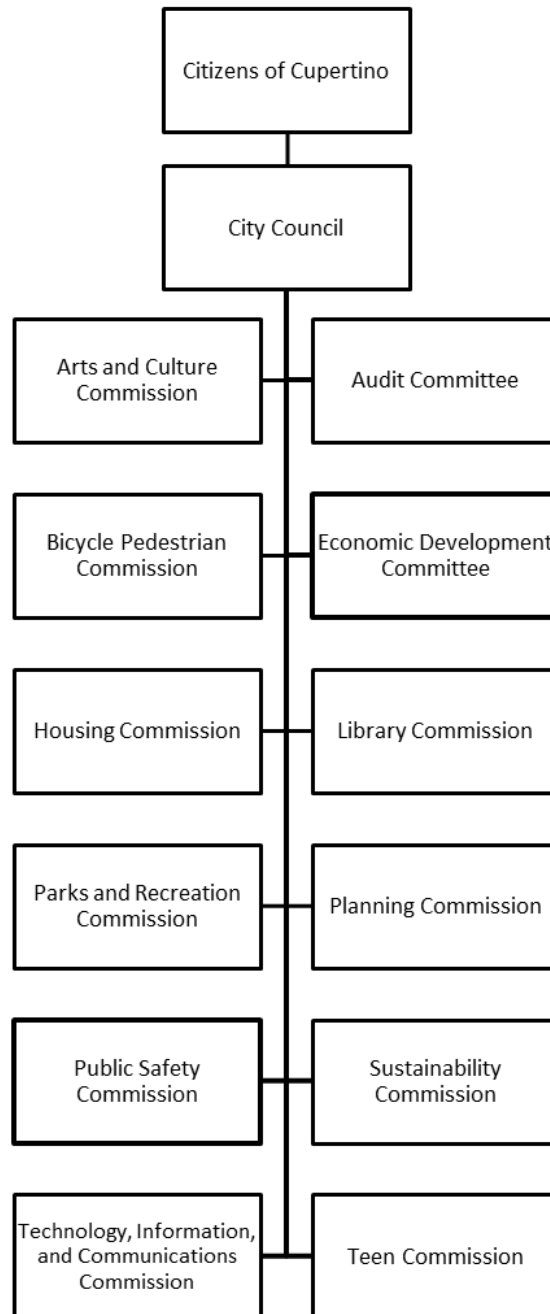 Citizens of Cupertino
City Council
Arts and Culture
Commission
Audit Committee
Bicycle Pedestrian
Commission
Economic Development
Committee
Housing Commission
Library Commission
Parks and Recreation
Commission
Planning Commission
Public Safety
Commission
Sustainability
Commission
Technology, Information,
and Communications
Commission
Teen Commission